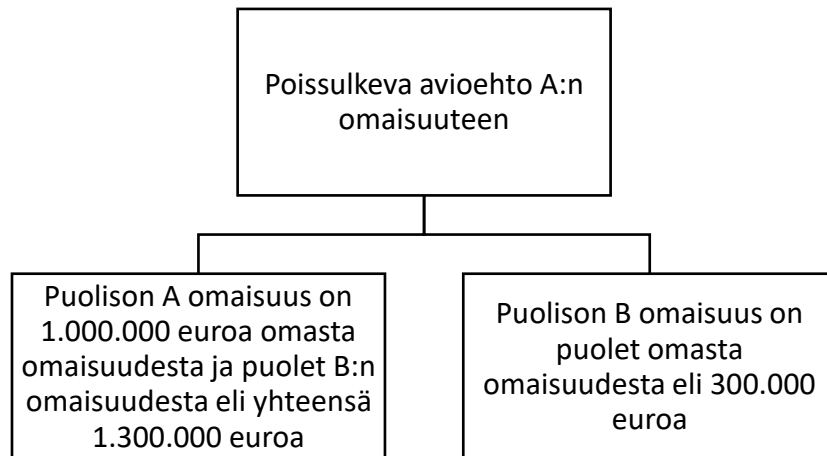 Poissulkeva avioehto A:n
omaisuuteen
Puolison A omaisuus on
1.000.000 euroa omasta
omaisuudesta ja puolet B:n
omaisuudesta eli yhteensä
1.300.000 euroa
Puolison B omaisuus on
puolet omasta
omaisuudesta eli 300.000
euroa